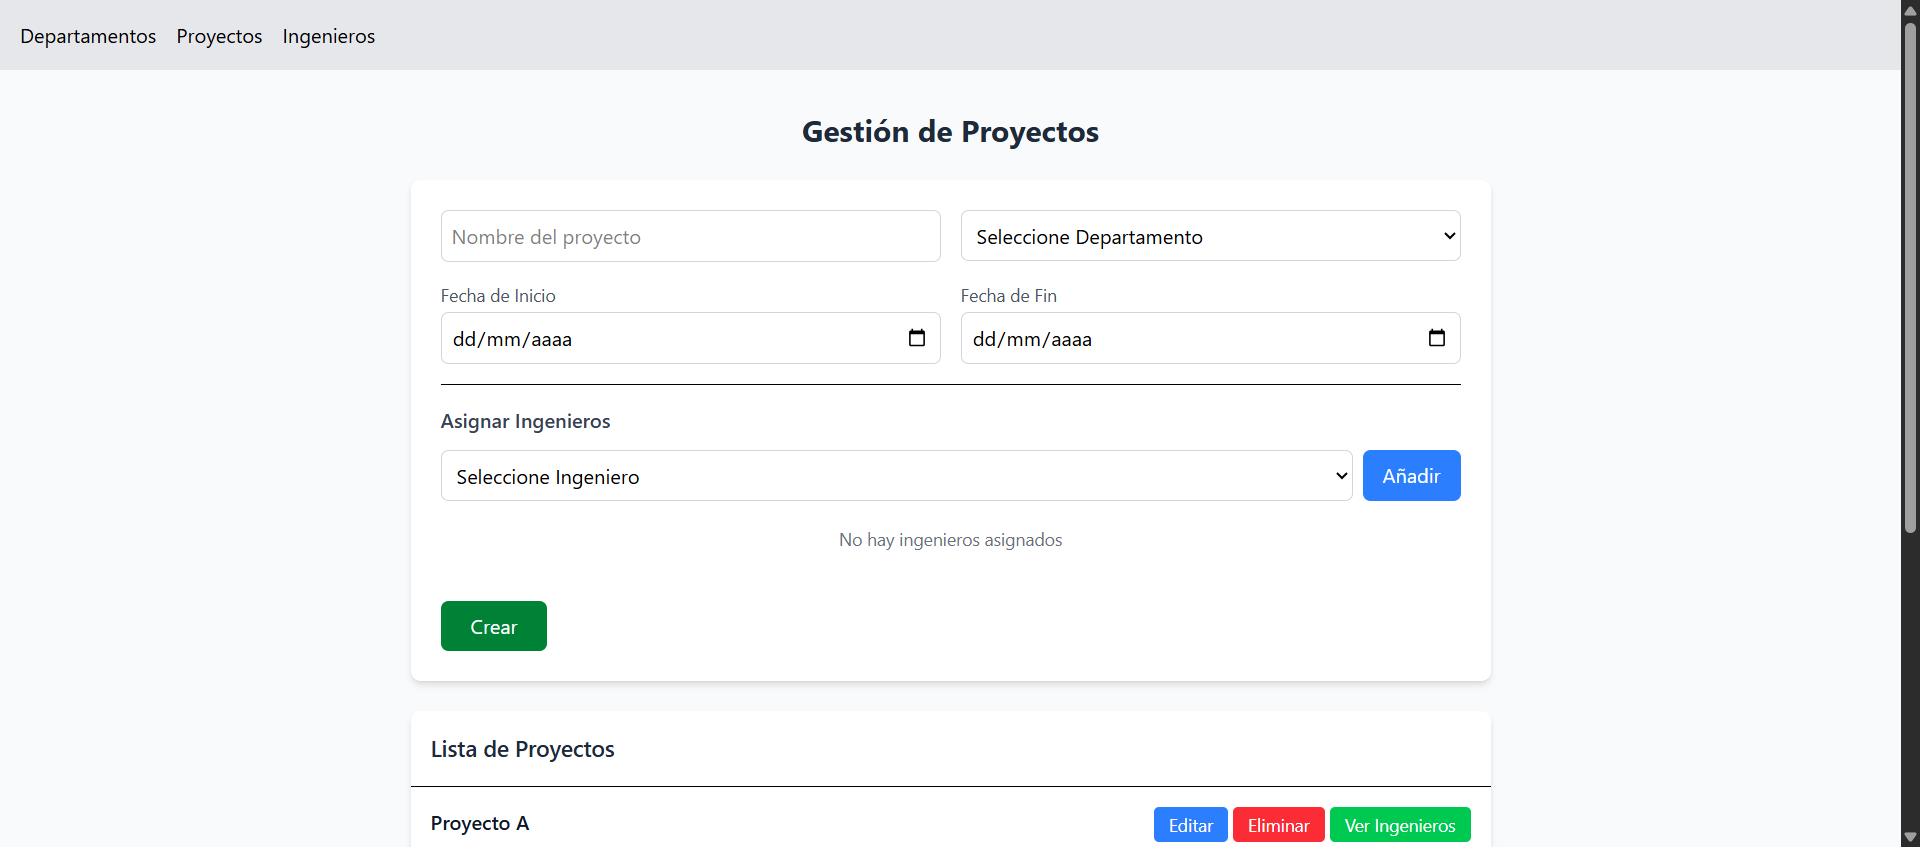 Departamentos Proyectos Ingenieros
Gestión de Proyectos
Nombre del proyecto
Seleccione Departamento
Fecha de Inicio
Fecha de Fin
dd/mm/aaaa
dd/mm/aaaa
Asignar Ingenieros
Seleccione Ingeniero
Añadir
No hay ingenieros asignados
Crear
Lista de Proyectos
Proyecto A
Editar
Eliminar
Ver Ingenieros